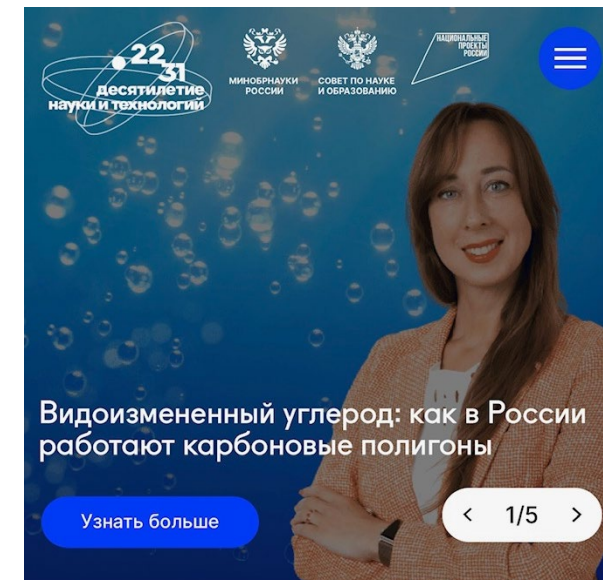 22
31
десятилетие
науки и технологий
МИНОБРНАУКИ
РОССИИ
СОВЕТ ПО НАУКЕ
И ОБРАЗОВАНИЮ
НАЦИОНАЛЬНЫЕ
ПРОЕКТЫ
РОССИИ
Видоизмененный углерод: как в России
работают карбоновые полигоны
Узнать больше
< 1/5 >